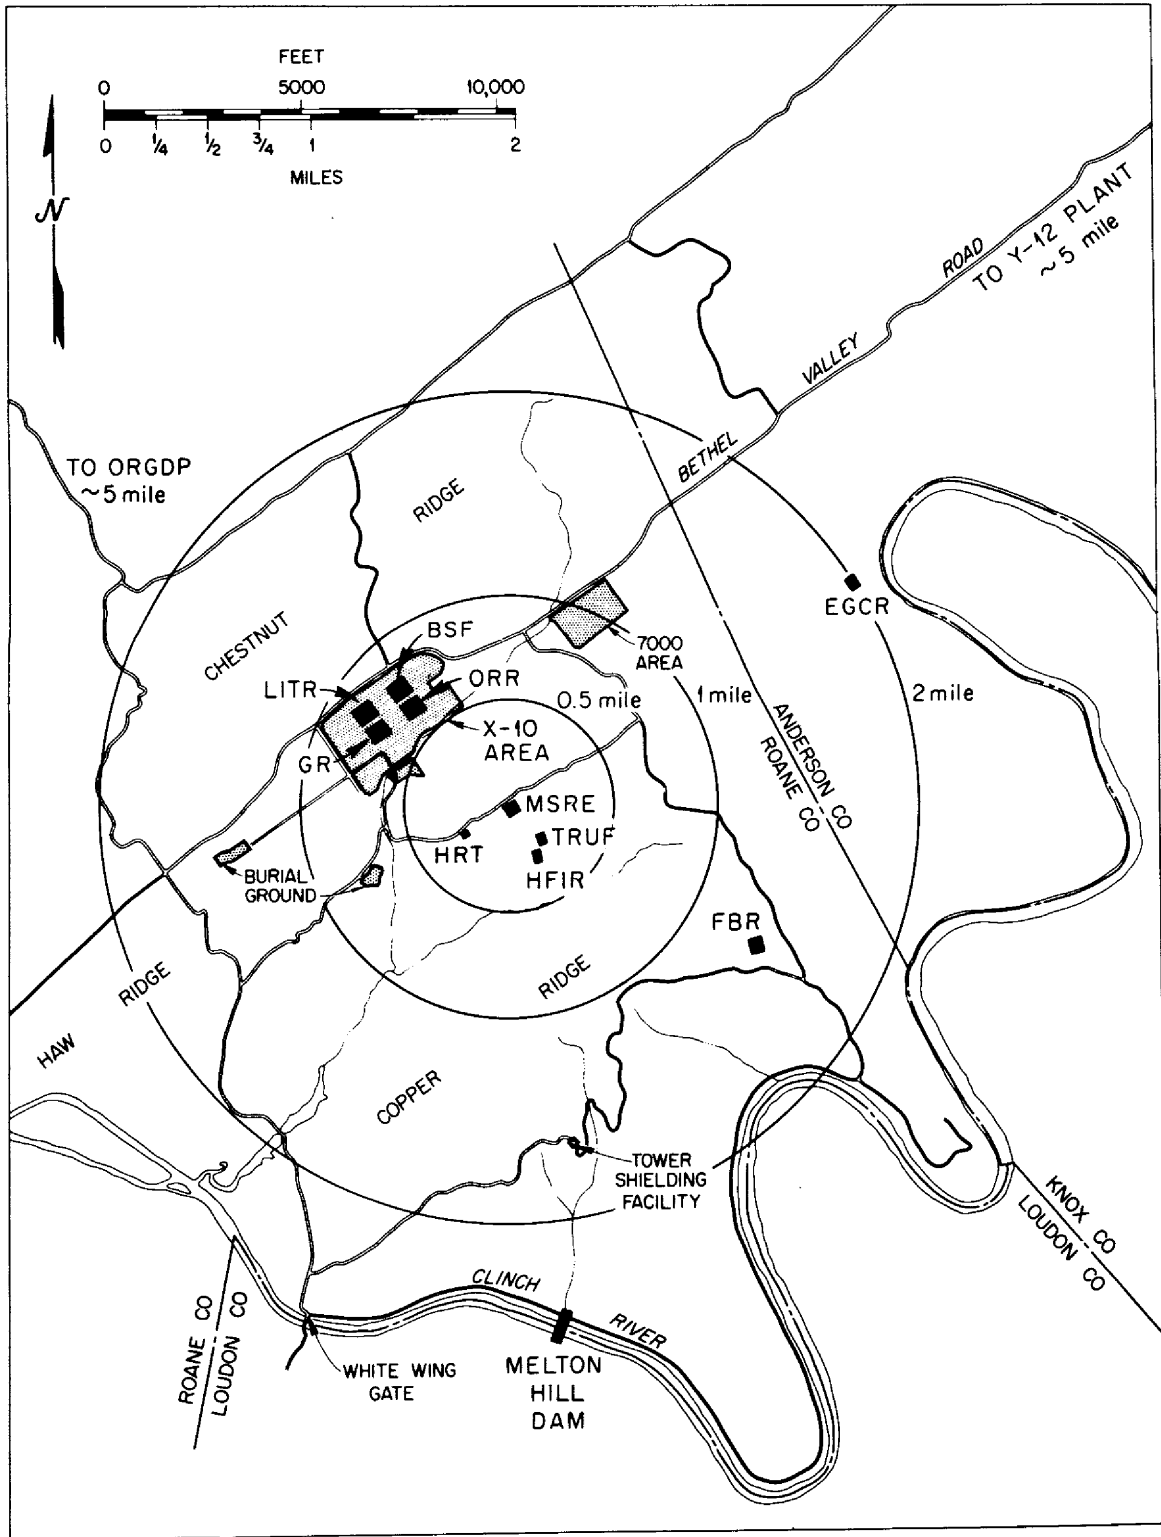 FEET
0 5000 10,000
0 1/4 1/2 3/4 1 2
MILES
N
ROAD
TO Y-12 PLANT
~ 5 mile
VALLEY
BETHEL
TO ORGDP
~5 mile
RIDGE
EGCR
CHESTNUT
BSF
7000
AREA
LITR
ORR
0.5 mile
1 mile
2 mile
X-10
AREA
GR
ANDERSON CO
ROANE CO
MSRE
TRUF
HRT
HFIR
BURIAL
GROUND
FBR
RIDGE
RIDGE
HAW
COPPER
TOWER
SHIELDING
FACILITY
KNOX CO
LOUDON CO
CLINCH
RIVER
ROANE CO
LOUDON CO
WHITE WING
GATE
MELTON
HILL
DAM